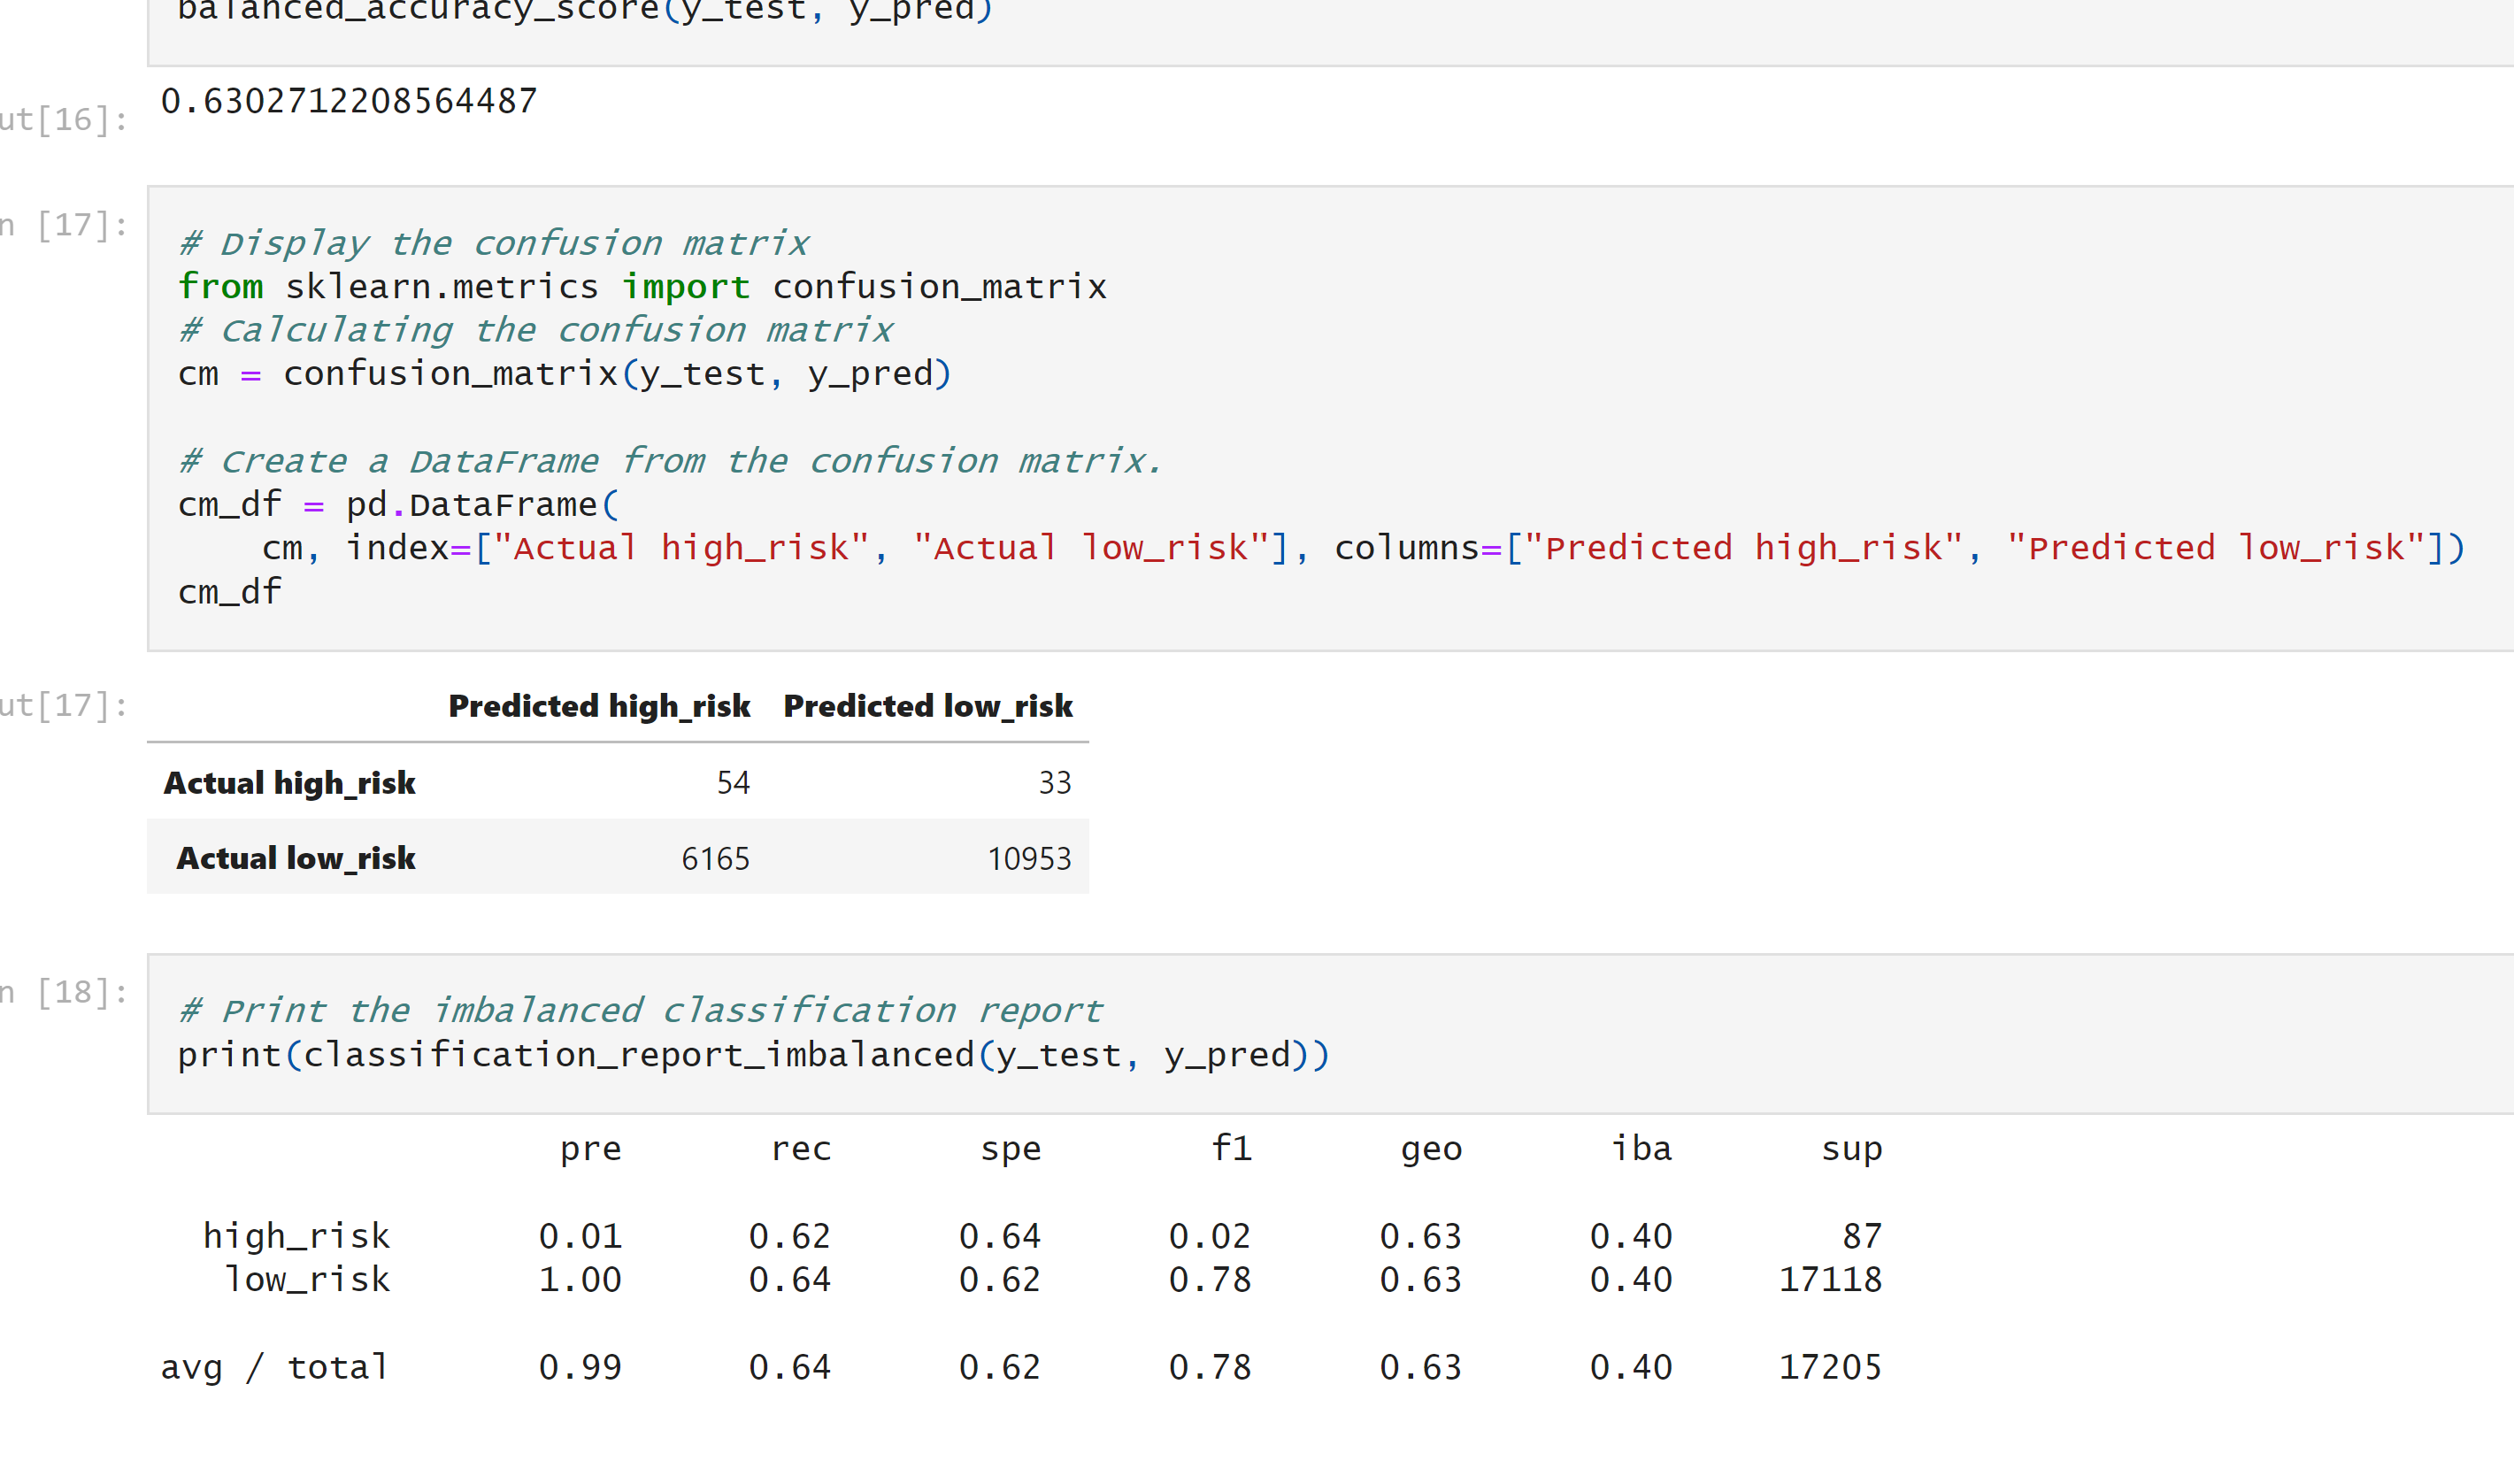 balanced_accuracy_score(y_test, y_pred)
ut[16]: 0.6302712208564487
n [17]:
# Display the confusion matrix
from sklearn.metrics import confusion_matrix
# Calculating the confusion matrix
cm = confusion_matrix(y_test, y_pred)
# Create a DataFrame from the confusion matrix.
cm_df = pd.DataFrame(
    cm, index=["Actual high_risk", "Actual low_risk"], columns=["Predicted high_risk", "Predicted low_risk"])
cm_df
ut[17]: Predicted high_risk Predicted low_risk
Actual high_risk 54 33
Actual low_risk 6165 10953
n [18]:
# Print the imbalanced classification report
print(classification_report_imbalanced(y_test, y_pred))
pre rec spe f1 geo iba sup
high_risk 0.01 0.62 0.64 0.02 0.63 0.40 87
low_risk 1.00 0.64 0.62 0.78 0.63 0.40 17118
avg / total 0.99 0.64 0.62 0.78 0.63 0.40 17205